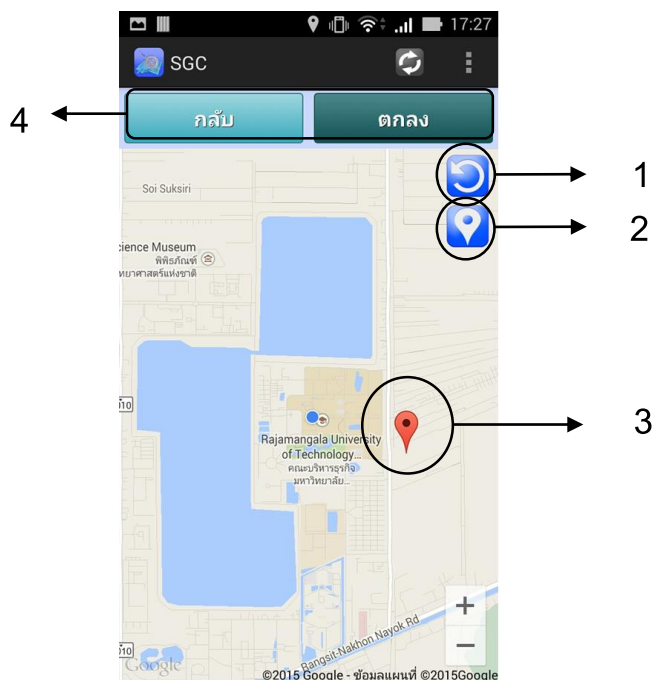 17:27
SGC
กลับ
ตกลง
4
1
2
3
Soi Suksiri
cience Museum
พิพิธภัณฑ์
ทยาศาสตร์แห่งชาติ
Rajamangala University
of Technology...
คณะบริหารธุรกิจ
มหาวิทยาลัย...
Rangsit-Nakhon Nayok Rd
+
−
Google
©2015 Google - ข้อมูลแผนที่ ©2015Google